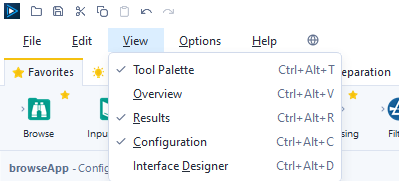 File Edit View Options Help
Favorites
Tool Palette Ctrl+Alt+T
Overview Ctrl+Alt+V
Results Ctrl+Alt+R
Configuration Ctrl+Alt+C
Interface Designer Ctrl+Alt+D
eparation
Browse Inpu sing Filt
browseApp - Config